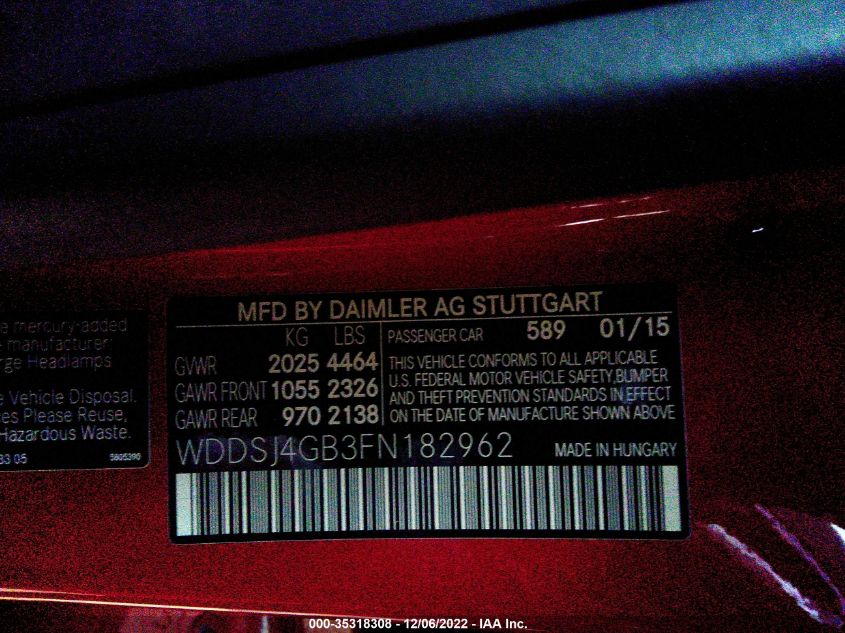 e mercury-added
e manufacturer:
rge Headlamps
e Vehicle Disposal.
es Please Reuse,
Hazardous Waste.
33 05
MFD BY DAIMLER AG STUTTGART
KG LBS
GVWR 2025 4464
GAWR FRONT 1055 2326
GAWR REAR 970 2138
PASSENGER CAR 589 01/15
THIS VEHICLE CONFORMS TO ALL APPLICABLE
U.S. FEDERAL MOTOR VEHICLE SAFETY,BUMPER
AND THEFT PREVENTION STANDARDS IN EFFECT
ON THE DATE OF MANUFACTURE SHOWN ABOVE
WDDSJ4GB3FN182962 MADE IN HUNGARY
000-35318308 - 12/06/2022 - IAA Inc.